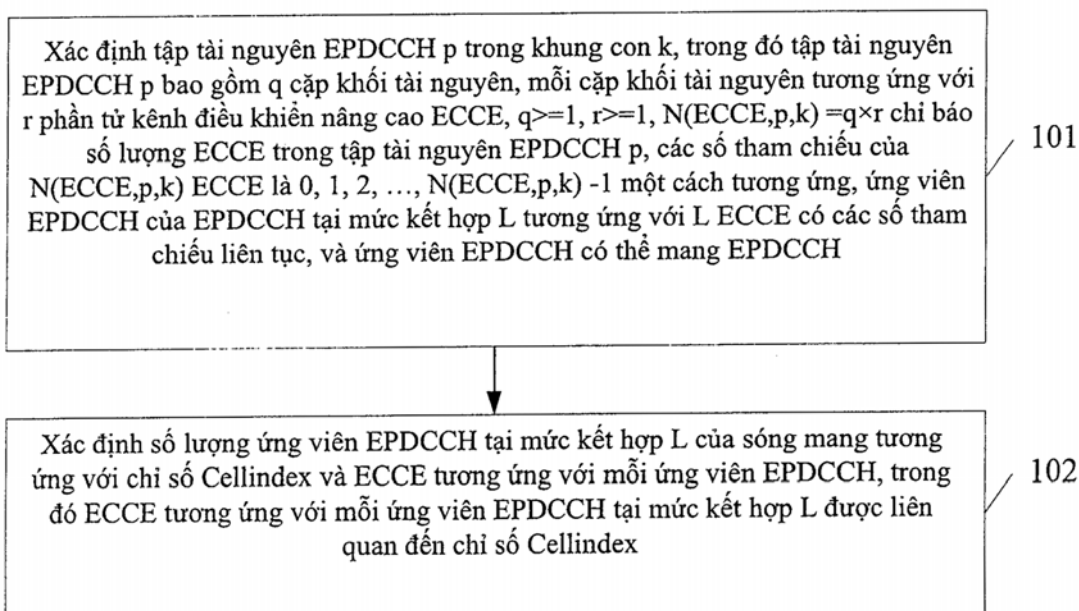 Xác định tập tài nguyên EPDCCH p trong khung con k, trong đó tập tài nguyên
EPDCCH p bao gồm q cặp khối tài nguyên, mỗi cặp khối tài nguyên tương ứng với
r phần tử kênh điều khiển nâng cao ECCE, q>=1, r>=1, N(ECCE,p,k) =q×r chỉ báo
số lượng ECCE trong tập tài nguyên EPDCCH p, các số tham chiếu của
N(ECCE,p,k) ECCE là 0, 1, 2, …, N(ECCE,p,k) -1 một cách tương ứng, ứng viên
EPDCCH của EPDCCH tại mức kết hợp L tương ứng với L ECCE có các số tham
chiếu liên tục, và ứng viên EPDCCH có thể mang EPDCCH
101
Xác định số lượng ứng viên EPDCCH tại mức kết hợp L của sóng mang tương
ứng với chỉ số Cellindex và ECCE tương ứng với mỗi ứng viên EPDCCH, trong
đó ECCE tương ứng với mỗi ứng viên EPDCCH tại mức kết hợp L được liên
quan đến chỉ số Cellindex
102